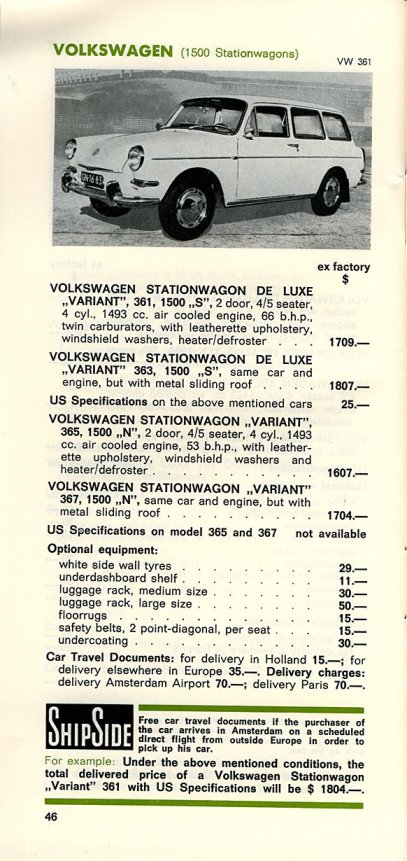 VOLKSWAGEN (1500 Stationwagons)
VW 361
GN-16-83
ex factory
$
VOLKSWAGEN STATIONWAGON DE LUXE
„VARIANT”, 361, 1500 „S”, 2 door, 4/5 seater,
4 cyl., 1493 cc. air cooled engine, 66 b.h.p.,
twin carburators, with leatherette upholstery,
windshield washers, heater/defroster . . . 1709.—
VOLKSWAGEN STATIONWAGON DE LUXE
„VARIANT” 363, 1500 „S”, same car and
engine, but with metal sliding roof . . . . 1807.—
US Specifications on the above mentioned cars 25.—
VOLKSWAGEN STATIONWAGON „VARIANT”,
365, 1500 „N”, 2 door, 4/5 seater, 4 cyl., 1493
cc. air cooled engine, 53 b.h.p., with leather-
ette upholstery, windshield washers and
heater/defroster . . . . . . . . . . . 1607.—
VOLKSWAGEN STATIONWAGON „VARIANT”
367, 1500 „N”, same car and engine, but with
metal sliding roof . . . . . . . . . . 1704.—
US Specifications on model 365 and 367 not available
Optional equipment:
white side wall tyres . . . . . . . . . 29.—
underdashboard shelf . . . . . . . . . 11.—
luggage rack, medium size . . . . . . . 30.—
luggage rack, large size . . . . . . . . 50.—
floorrugs . . . . . . . . . . . . . 15.—
safety belts, 2 point-diagonal, per seat . . . 15.—
undercoating . . . . . . . . . . . . 30.—
Car Travel Documents: for delivery in Holland 15.—; for
delivery elsewhere in Europe 35.—. Delivery charges:
delivery Amsterdam Airport 70.—; delivery Paris 70.—.
SHIPSIDE
Free car travel documents if the purchaser of
the car arrives in Amsterdam on a scheduled
direct flight from outside Europe in order to
pick up his car.
For example: Under the above mentioned conditions, the
total delivered price of a Volkswagen Stationwagon
„Variant” 361 with US Specifications will be $ 1804.—.
46